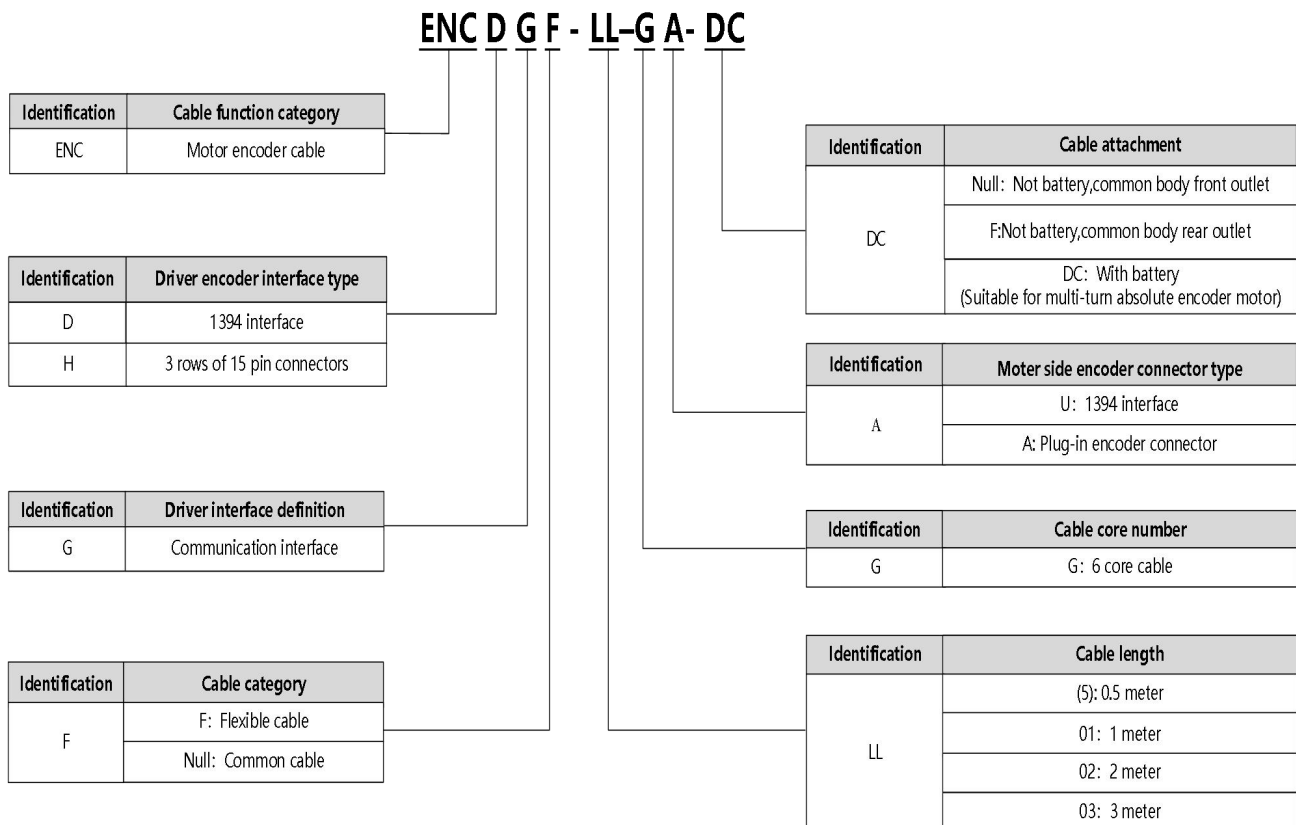 ENC D G F - LL–G A- DC
Identification Cable function category
ENC Motor encoder cable
Identification Driver encoder interface type
D 1394 interface
H 3 rows of 15 pin connectors
Identification Driver interface definition
G Communication interface
Identification Cable category
F
F: Flexible cable
Null: Common cable
Identification Cable attachment
DC
Null: Not battery,common body front outlet
F:Not battery,common body rear outlet
DC: With battery
(Suitable for multi-turn absolute encoder motor)
Identification Moter side encoder connector type
A
U: 1394 interface
A: Plug-in encoder connector
Identification Cable core number
G G: 6 core cable
Identification Cable length
LL
(5): 0.5 meter
01: 1 meter
02: 2 meter
03: 3 meter